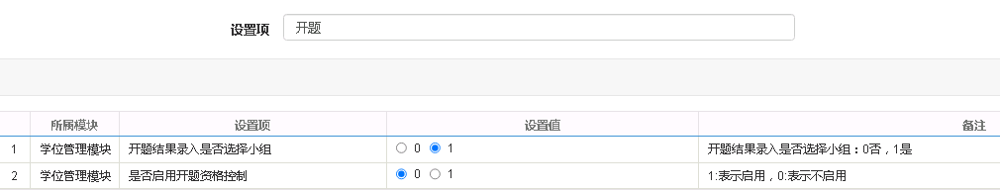 设置项 开题
所属模块 设置项 设置值 备注
1 学位管理模块 开题结果录入是否选择小组 0 1 开题结果录入是否选择小组：0否，1是
2 学位管理模块 是否启用开题资格控制 0 1 1:表示启用，0:表示不启用